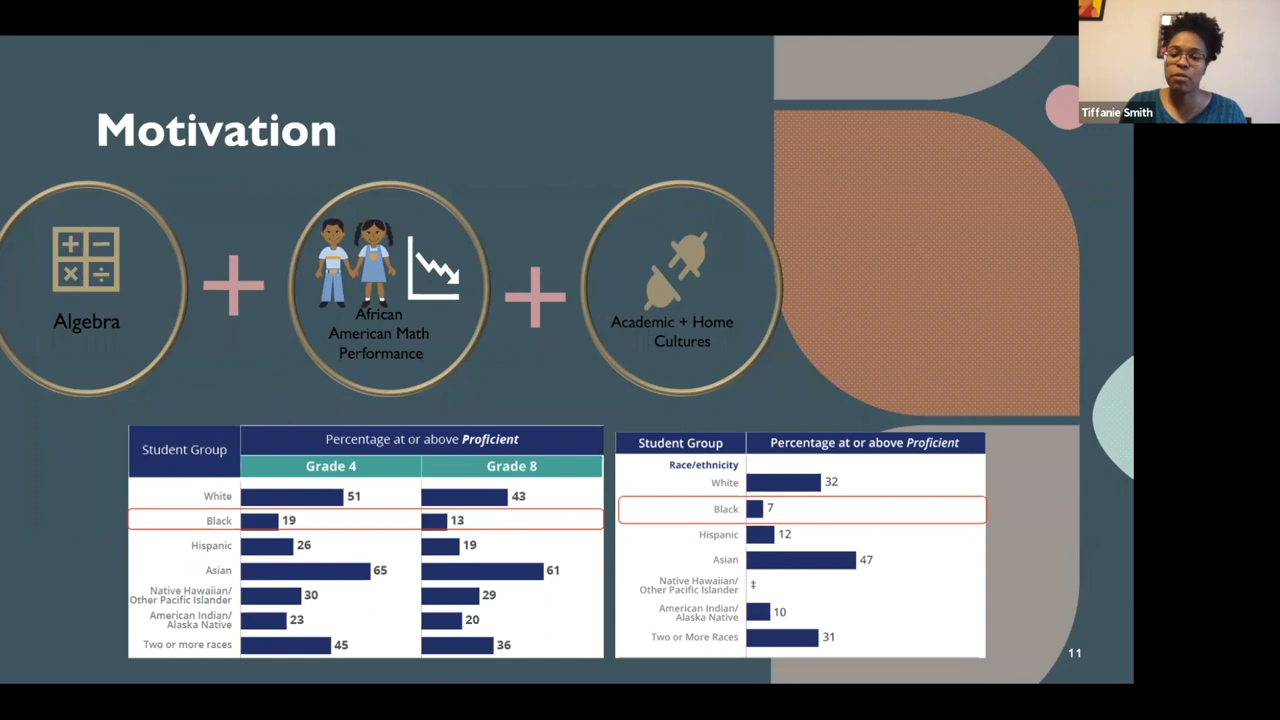 Tiffanie Smith
Motivation
Algebra
African
American Math
Performance
Academic + Home
Cultures
Student Group
Percentage at or above Proficient
Grade 4
Grade 8
White 51 43
Black 19 13
Hispanic 26 19
Asian 65 61
Native Hawaiian/
Other Pacific Islander 30 29
American Indian/
Alaska Native 23 20
Two or more races 45 36
Student Group Percentage at or above Proficient
Race/ethnicity
White 32
Black 7
Hispanic 12
Asian 47
Native Hawaiian/
Other Pacific Islander ‡
American Indian/
Alaska Native 10
Two or More Races 31
11